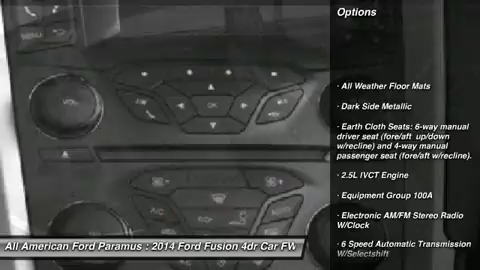 Options
MENU
VOL
OK
A/C
· All Weather Floor Mats
· Dark Side Metallic
· Earth Cloth Seats: 6-way manual
driver seat (fore/aft up/down
w/recline) and 4-way manual
passenger seat (fore/aft w/recline).
· 2.5L IVCT Engine
· Equipment Group 100A
· Electronic AM/FM Stereo Radio
W/Clock
· 6 Speed Automatic Transmission
W/Selectshift
All American Ford Paramus : 2014 Ford Fusion 4dr Car FW